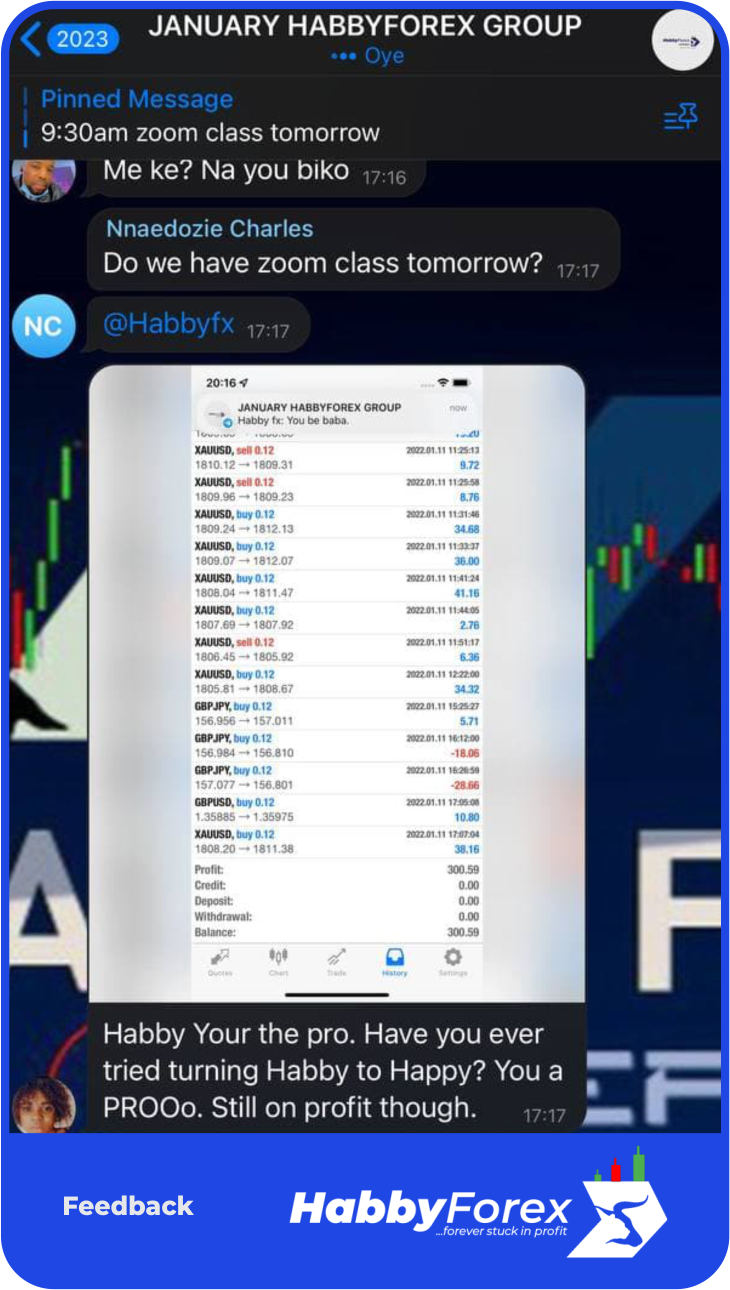 2023
JANUARY HABBYFOREX GROUP
••• Oye
Pinned Message
9:30am zoom class tomorrow
Me ke? Na you biko 17:16
Nnaedozie Charles
Do we have zoom class tomorrow? 17:17
NC
@Habbyfx 17:17
20:16
JANUARY HABBYFOREX GROUP now
Habby fx: You be baba.
XAUUSD, sell 0.12 2022.01.11 11:25:13
1810.12 → 1809.31 9.72
XAUUSD, sell 0.12 2022.01.11 11:25:58
1809.96 → 1809.23 8.76
XAUUSD, buy 0.12 2022.01.11 11:31:46
1809.24 → 1812.13 34.68
XAUUSD, buy 0.12 2022.01.11 11:33:37
1809.07 → 1812.07 36.00
XAUUSD, buy 0.12 2022.01.11 11:41:24
1808.04 → 1811.47 41.16
XAUUSD, buy 0.12 2022.01.11 11:44:05
1807.69 → 1807.92 2.76
XAUUSD, sell 0.12 2022.01.11 11:51:17
1806.45 → 1805.92 6.36
XAUUSD, buy 0.12 2022.01.11 12:22:00
1805.81 → 1808.67 34.32
GBPJPY, buy 0.12 2022.01.11 15:25:27
156.956 → 157.011 5.71
GBPJPY, buy 0.12 2022.01.11 16:12:00
156.984 → 156.810 -18.06
GBPJPY, buy 0.12 2022.01.11 16:26:59
157.077 → 156.801 -28.66
GBPUSD, buy 0.12 2022.01.11 17:05:08
1.35885 → 1.35975 10.80
XAUUSD, buy 0.12 2022.01.11 17:07:04
1808.20 → 1811.38 38.16
Profit: 300.59
Credit: 0.00
Deposit: 0.00
Withdrawal: 0.00
Balance: 300.59
Quotes Chart Trade History Settings
Habby Your the pro. Have you ever
tried turning Habby to Happy? You a
PROOo. Still on profit though. 17:17
Feedback
HabbyForex
...forever stuck in profit